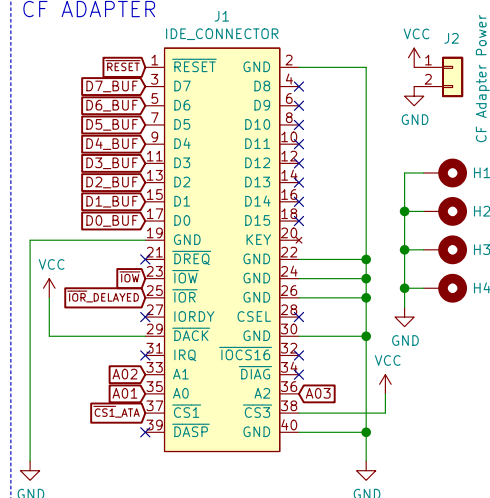 CF ADAPTER
J1
IDE_CONNECTOR
RESET 1 RESET GND 2
D7_BUF 3 D7 D8 4
D6_BUF 5 D6 D9 6
D5_BUF 7 D5 D10 8
D4_BUF 9 D4 D11 10
D3_BUF 11 D3 D12 12
D2_BUF 13 D2 D13 14
D1_BUF 15 D1 D14 16
D0_BUF 17 D0 D15 18
19 GND KEY 20
21 DREQ GND 22
IOW 23 IOW GND 24
IOR_DELAYED 25 IOR GND 26
27 IORDY CSEL 28
29 DACK GND 30
31 IRQ IOCS16 32
A02 33 A1 DIAG 34
A01 35 A0 A2 36 A03
CS1_ATA 37 CS1 CS3 38
39 DASP GND 40
VCC
VCC
GND
GND
VCC
J2
1
2
GND
CF Adapter Power
H1
H2
H3
H4
GND